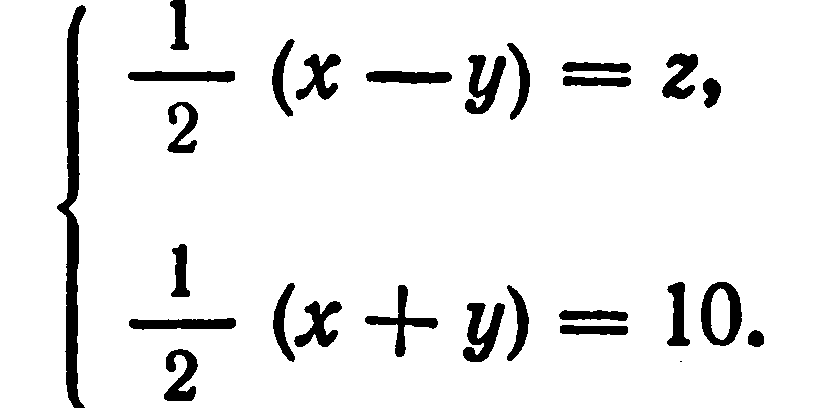 1/2 (x — y) = z,
1/2 (x + y) = 10.